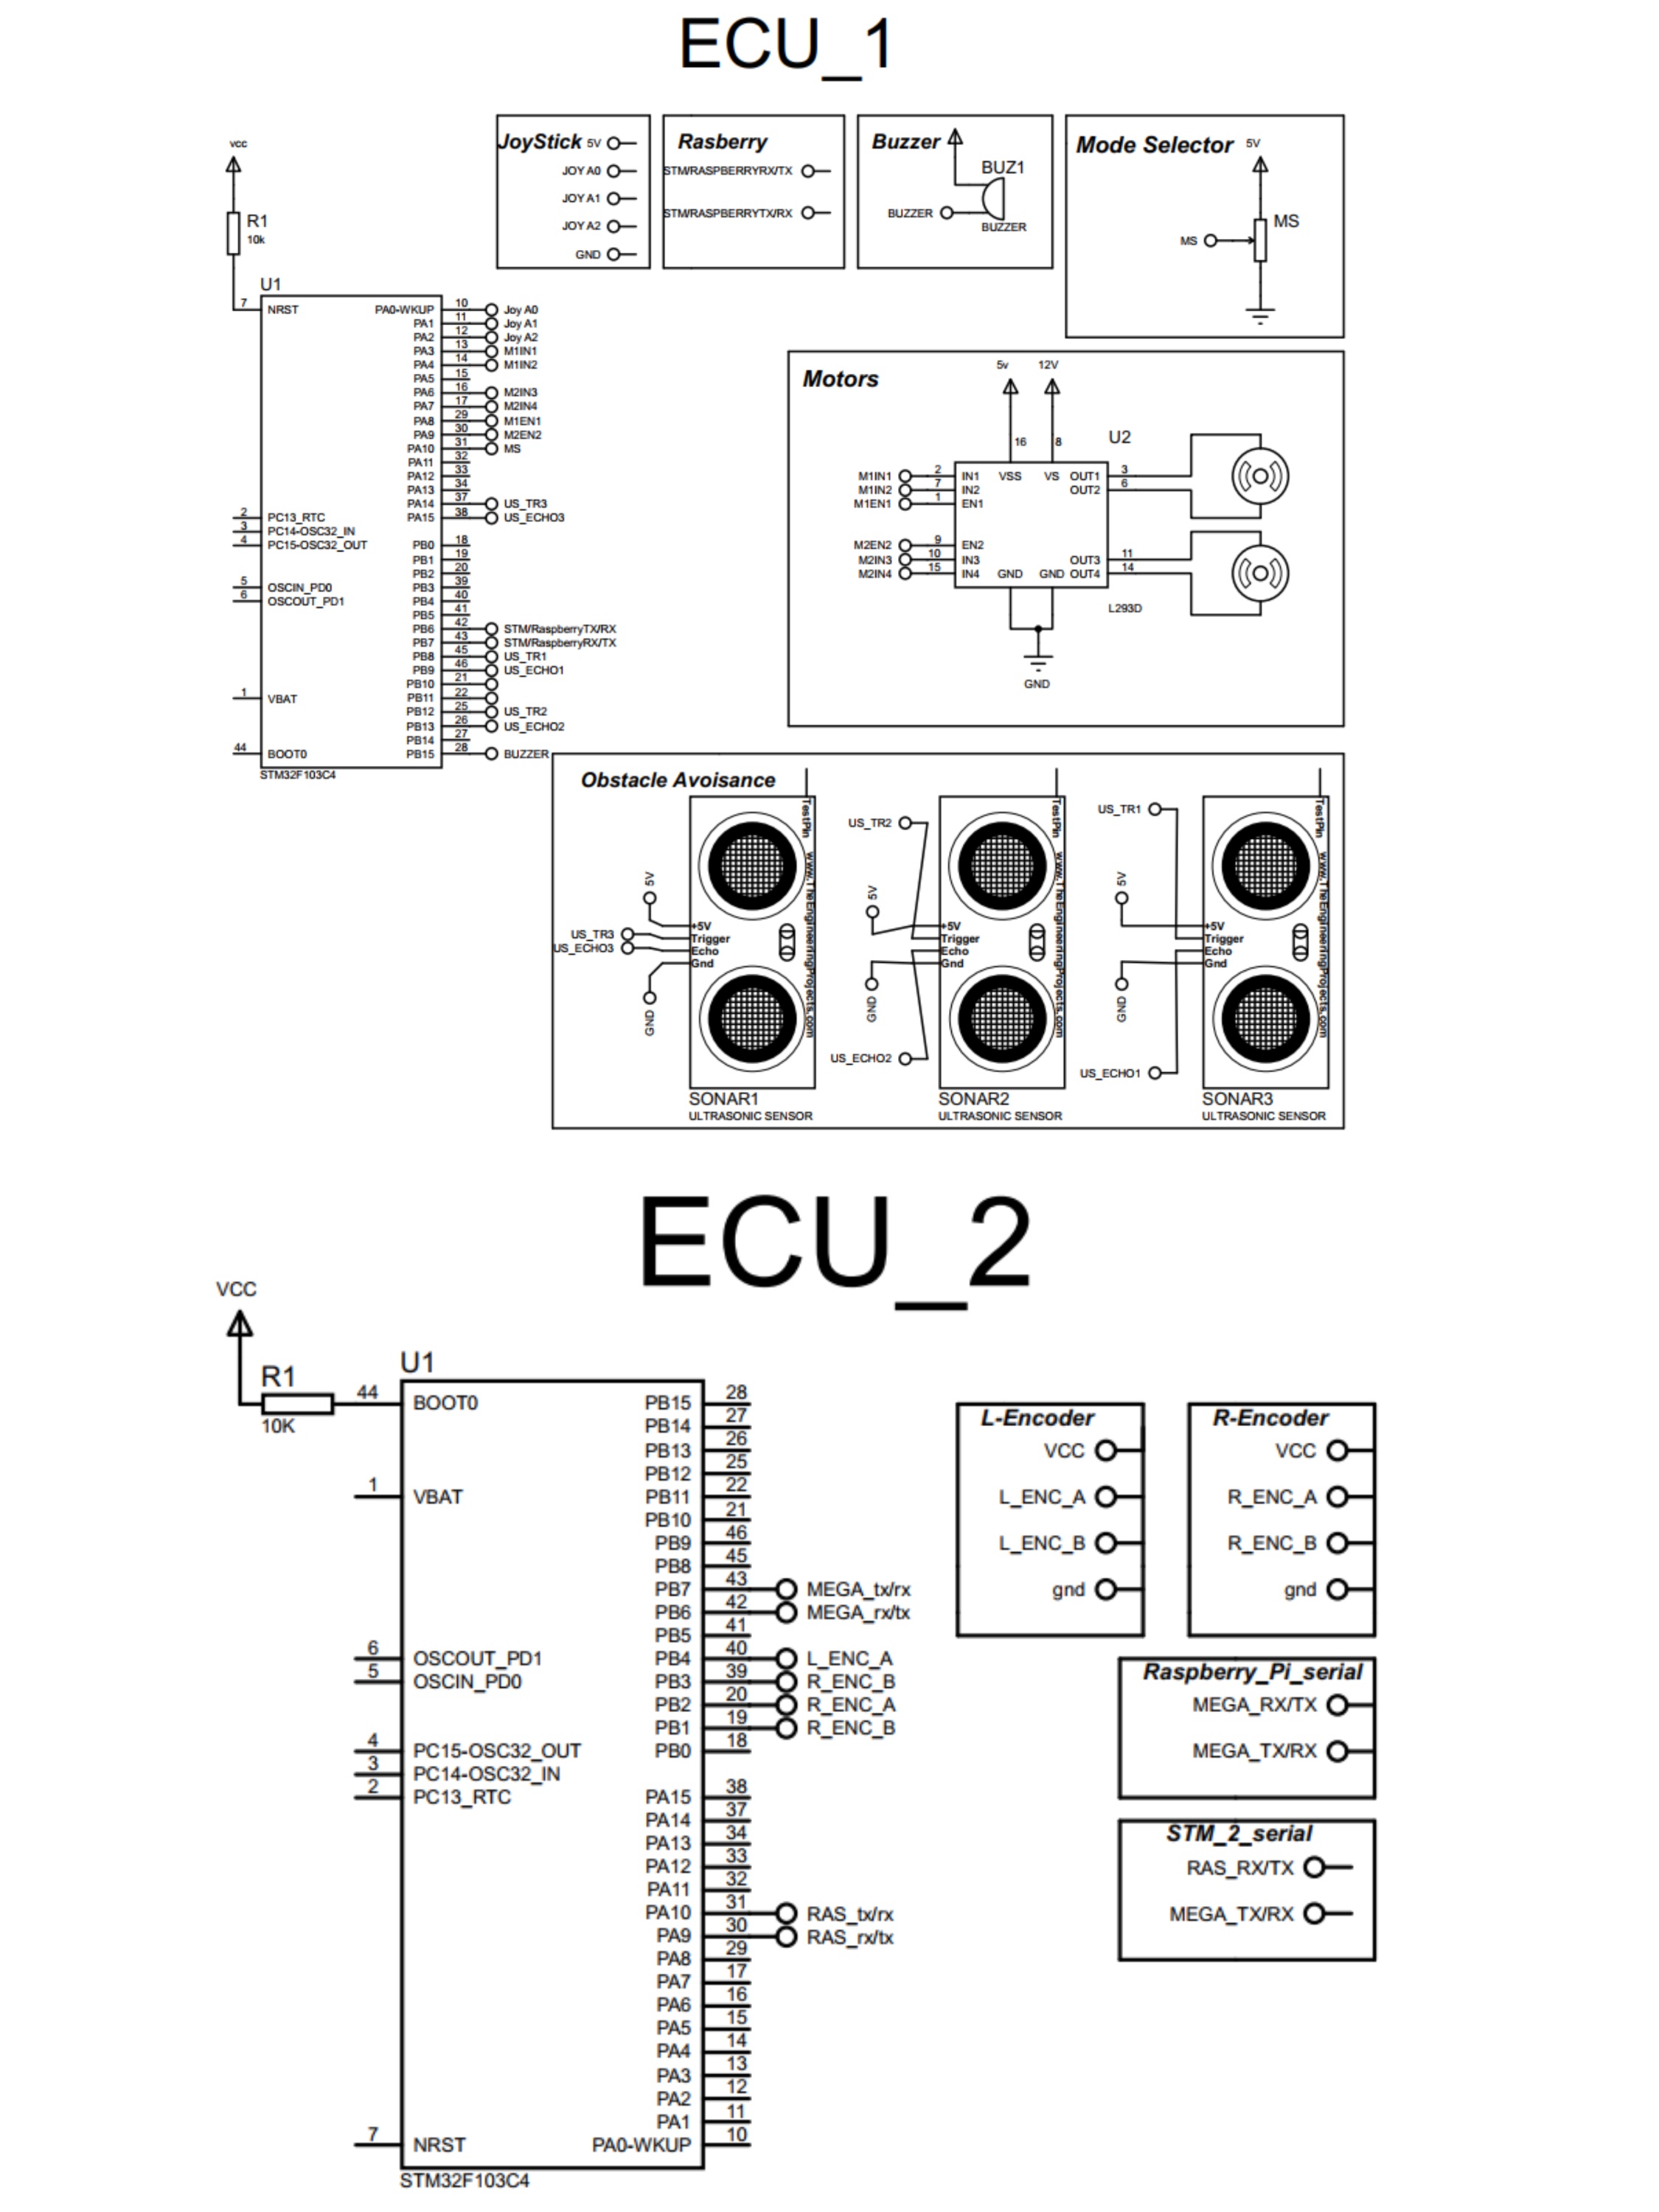 ECU_1
VCC
R1
10k
U1
7 NRST
2 PC13_RTC
3 PC14-OSC32_IN
4 PC15-OSC32_OUT
5 OSCIN_PD0
6 OSCOUT_PD1
1 VBAT
44 BOOT0
STM32F103C4
PA0-WKUP 10 Joy A0
PA1 11 Joy A1
PA2 12 Joy A2
PA3 13 M1IN1
PA4 14 M1IN2
PA5 15
PA6 16 M2IN3
PA7 17 M2IN4
PA8 29 M1EN1
PA9 30 M2EN2
PA10 31 MS
PA11 32
PA12 33
PA13 34
PA14 37 US_TR3
PA15 38 US_ECHO3
PB0 18
PB1 19
PB2 20
PB3 39
PB4 40
PB5 41
PB6 42 STM/RaspberryTX/RX
PB7 43 STM/RaspberryRX/TX
PB8 45 US_TR1
PB9 46 US_ECHO1
PB10 21
PB11 22
PB12 25 US_TR2
PB13 26 US_ECHO2
PB14 27
PB15 28 BUZZER
JoyStick 5V
JOY A0
JOY A1
JOY A2
GND
Rasberry
STM/RASPBERRYRX/TX
STM/RASPBERRYTX/RX
Buzzer
BUZ1
BUZZER
BUZZER
Mode Selector 5V
MS
MS
Motors
5v 12V
16 8
U2
M1IN1 2 IN1 VSS VS OUT1 3
M1IN2 7 IN2 OUT2 6
M1EN1 1 EN1
M2EN2 9 EN2
M2IN3 10 IN3 OUT3 11
M2IN4 15 IN4 GND GND OUT4 14
L293D
GND
Obstacle Avoisance
5V
US_TR3
US_ECHO3
GND
+5V
Trigger
Echo
Gnd
TestPin
www.TheEngineeringProjects.com
SONAR1
ULTRASONIC SENSOR
US_TR2
5V
GND
US_ECHO2
+5V
Trigger
Echo
Gnd
TestPin
www.TheEngineeringProjects.com
SONAR2
ULTRASONIC SENSOR
US_TR1
5V
GND
US_ECHO1
+5V
Trigger
Echo
Gnd
TestPin
www.TheEngineeringProjects.com
SONAR3
ULTRASONIC SENSOR
ECU_2
VCC
R1
10K
U1
44 BOOT0
1 VBAT
6 OSCOUT_PD1
5 OSCIN_PD0
4 PC15-OSC32_OUT
3 PC14-OSC32_IN
2 PC13_RTC
7 NRST
STM32F103C4
PB15 28
PB14 27
PB13 26
PB12 25
PB11 22
PB10 21
PB9 46
PB8 45
PB7 43 MEGA_tx/rx
PB6 42 MEGA_rx/tx
PB5 41
PB4 40 L_ENC_A
PB3 39 R_ENC_B
PB2 20 R_ENC_A
PB1 19 R_ENC_B
PB0 18
PA15 38
PA14 37
PA13 34
PA12 33
PA11 32
PA10 31 RAS_tx/rx
PA9 30 RAS_rx/tx
PA8 29
PA7 17
PA6 16
PA5 15
PA4 14
PA3 13
PA2 12
PA1 11
PA0-WKUP 10
L-Encoder
VCC
L_ENC_A
L_ENC_B
gnd
R-Encoder
VCC
R_ENC_A
R_ENC_B
gnd
Raspberry_Pi_serial
MEGA_RX/TX
MEGA_TX/RX
STM_2_serial
RAS_RX/TX
MEGA_TX/RX